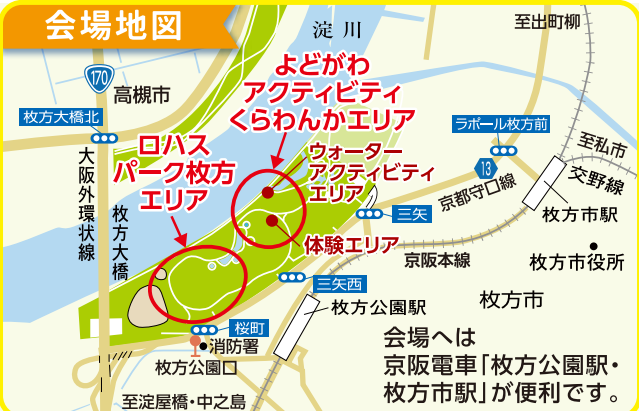 会場地図
淀川
至出町柳
170
高槻市
よどがわ
アクティビティ
くらわんかエリア
枚方大橋北
ラポール枚方前
ロハス
パーク枚方
エリア
ウォーター
アクティビティ
エリア
13
至私市
交野線
大阪外環状線
枚方大橋
京都守口線
三矢
枚方市駅
体験エリア
京阪本線
枚方市役所
三矢西
枚方市
枚方公園駅
桜町
消防署
枚方公園口
会場へは
京阪電車「枚方公園駅・
枚方市駅」が便利です。
至淀屋橋・中之島